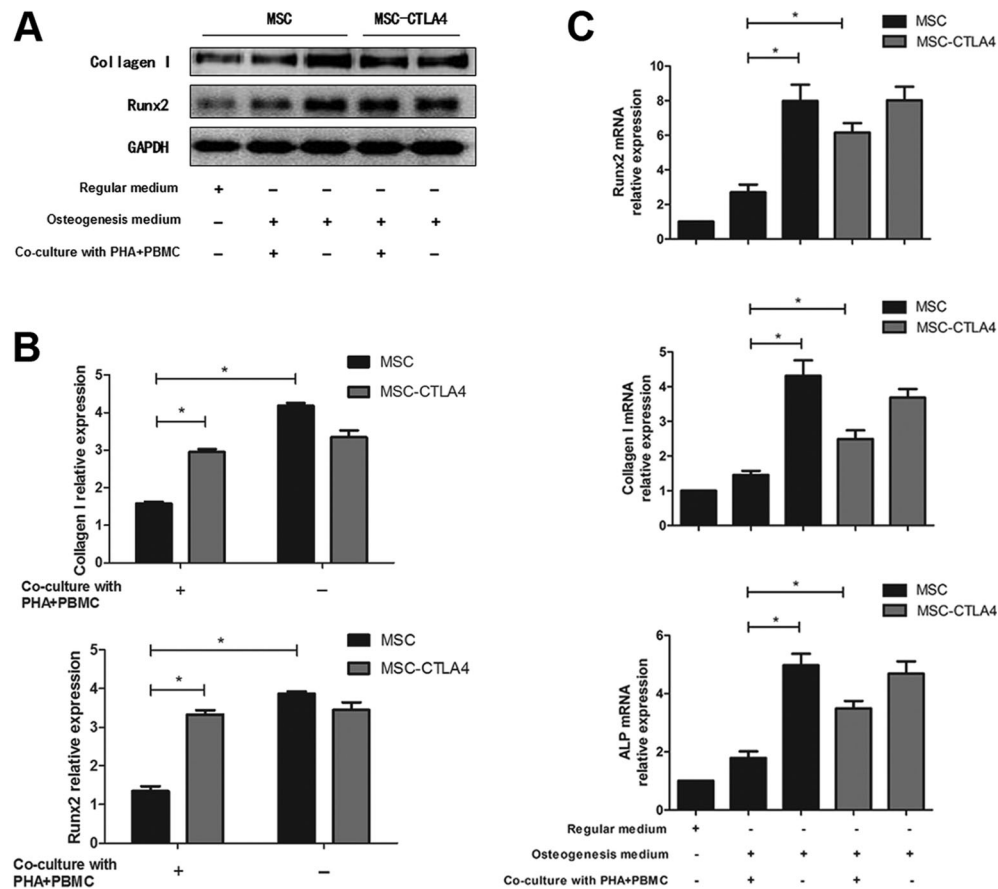 A
MSC MSC-CTLA4
Collagen I
Runx2
GAPDH
Regular medium + – – – –
Osteogenesis medium – + + + +
Co-culture with PHA+PBMC – + – + –
B
MSC
MSC-CTLA4
Collagen I relative expression
5
4
3
2
1
0
*
*
Co-culture with
PHA+PBMC
+ –
MSC
MSC-CTLA4
Runx2 relative expression
5
4
3
2
1
0
*
*
Co-culture with
PHA+PBMC
+ –
C
MSC
MSC-CTLA4
Runx2 mRNA
relative expression
10
8
6
4
2
0
*
*
MSC
MSC-CTLA4
Collagen I mRNA
relative expression
5
4
3
2
1
0
*
*
MSC
MSC-CTLA4
ALP mRNA
relative expression
6
4
2
0
*
*
Regular medium + - - - -
Osteogenesis medium - + + + +
Co-culture with PHA+PBMC - + - + -